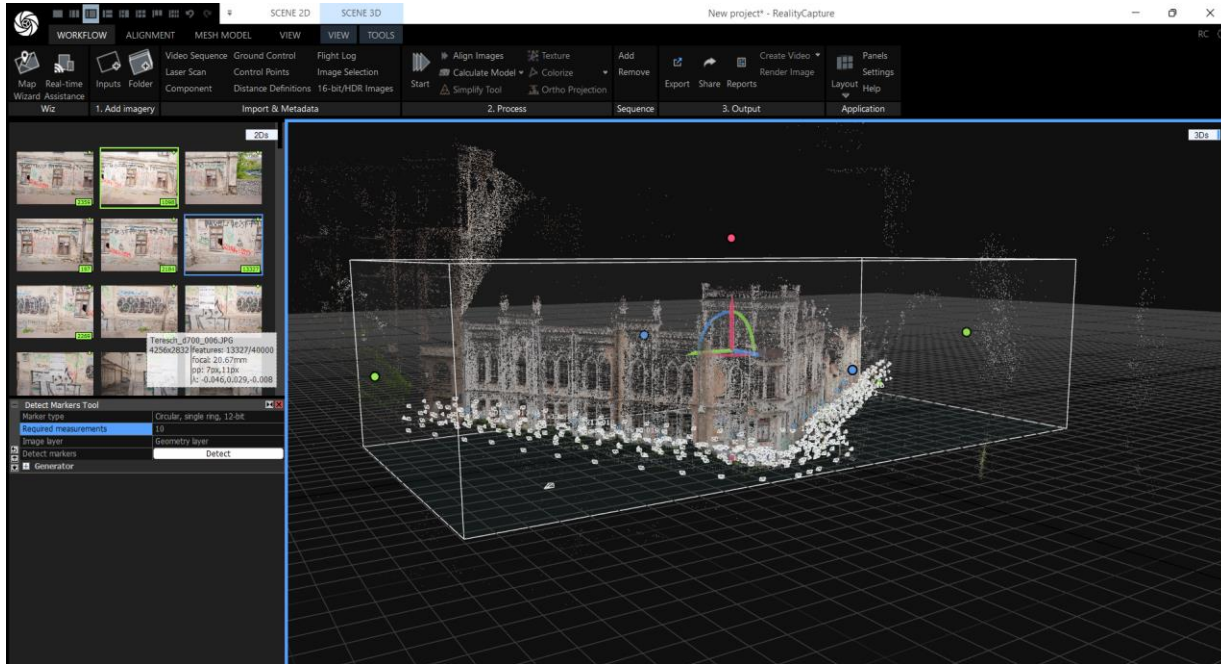 SCENE 2D SCENE 3D New project* - RealityCapture
WORKFLOW ALIGNMENT MESH MODEL VIEW VIEW TOOLS RC
Video Sequence Ground Control Flight Log Align Images Texture Add Create Video Panels
Laser Scan Control Points Image Selection Calculate Model Colorize Remove Render Image Settings
Map Real-time Inputs Folder Component Distance Definitions 16-bit/HDR Images Start Simplify Tool Ortho Projection Export Share Reports Layout Help
Wizard Assistance
Wiz 1. Add imagery Import & Metadata 2. Process Sequence 3. Output Application
2Ds 3Ds
13327
Teresch_d700_006.JPG
4256x2832 features: 13327/40000
focal: 20.67mm
pp: 7px,11px
λ: -0.046,0.029,-0.008
Detect Markers Tool
Marker type Circular, single ring, 12-bit
Required measurements 10
Image layer Geometry layer
Detect markers Detect
Generator